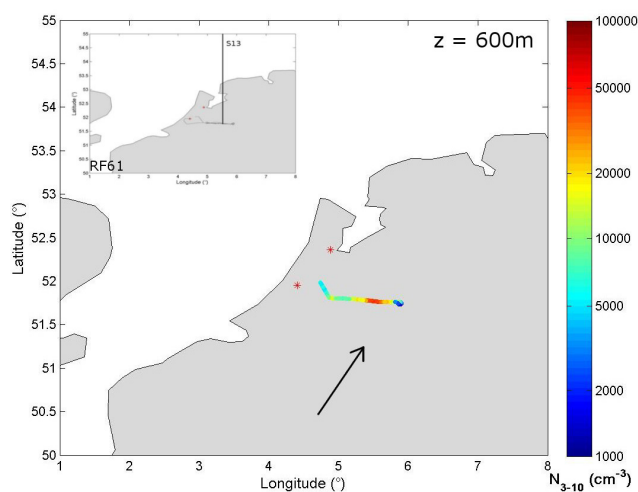 z = 600m
S13
RF61
Latitude (°)
Longitude (°)
55
54.5
54
53.5
53
52.5
52
51.5
51
50.5
50
1 2 3 4 5 6 7 8
Latitude (°)
Longitude (°)
100000
20000
10000
5000
2000
1000
N3-10 (cm-3)